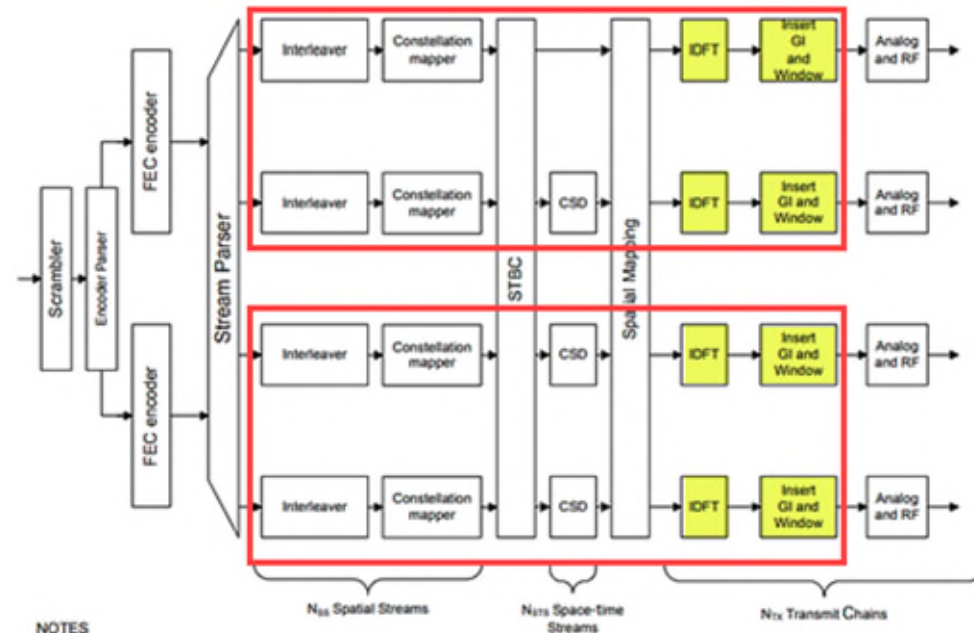 Interleaver
Constellation
mapper
IDFT
Insert
GI
and
Window
Analog
and RF
FEC encoder
Interleaver
Constellation
mapper
CSD
IDFT
Insert
GI and
Window
Analog
and RF
Scrambler
Encoder Parser
Stream Parser
STBC
Spatial Mapping
FEC encoder
Interleaver
Constellation
mapper
CSD
IDFT
Insert
GI and
Window
Analog
and RF
Interleaver
Constellation
mapper
CSD
IDFT
Insert
GI and
Window
Analog
and RF
NSS Spatial Streams
NSTS Space-time
Streams
NTX Transmit Chains
NOTES